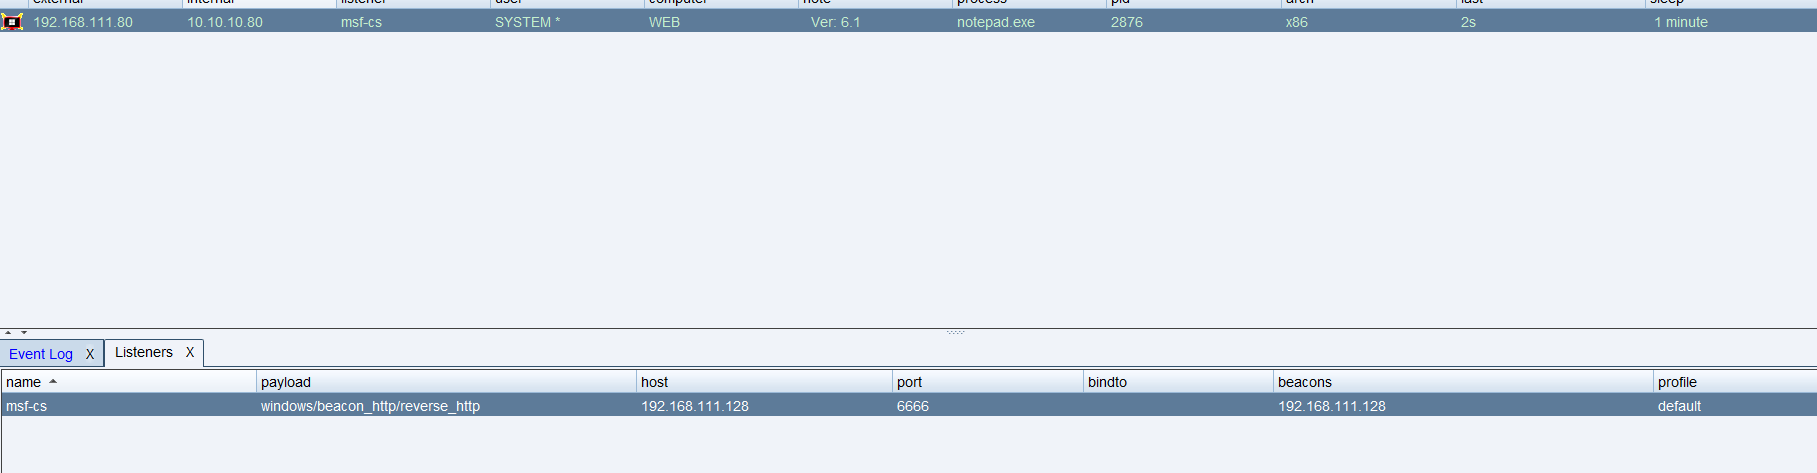 external internal listener user computer note process pid arch last sleep
192.168.111.80 10.10.10.80 msf-cs SYSTEM * WEB Ver: 6.1 notepad.exe 2876 x86 2s 1 minute
Event Log X Listeners X
name payload host port bindto beacons profile
msf-cs windows/beacon_http/reverse_http 192.168.111.128 6666 192.168.111.128 default